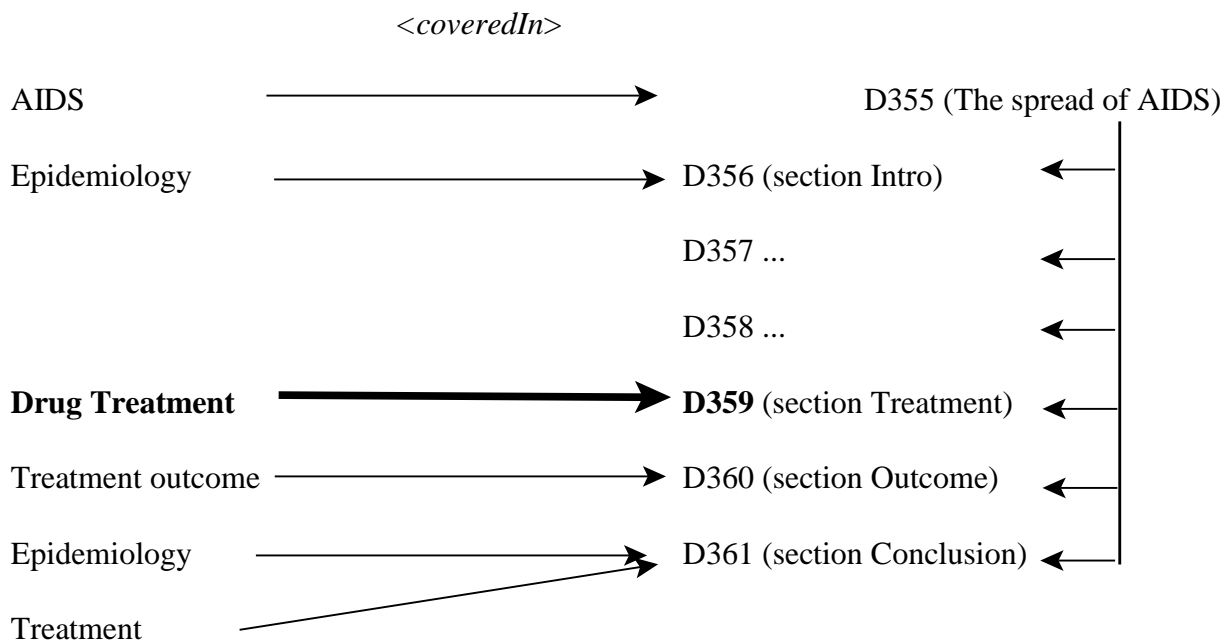 <coveredIn>
AIDS D355 (The spread of AIDS)
Epidemiology D356 (section Intro)
D357 ...
D358 ...
Drug Treatment D359 (section Treatment)
Treatment outcome D360 (section Outcome)
Epidemiology D361 (section Conclusion)
Treatment